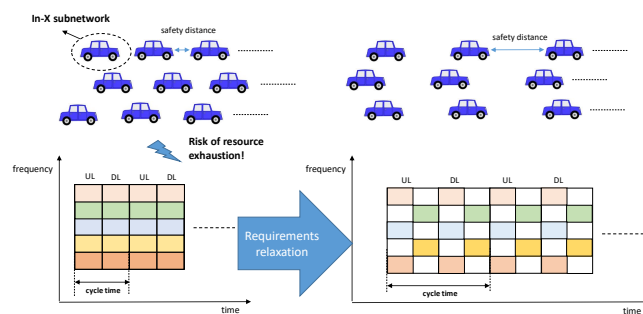 In-X subnetwork
safety distance
safety distance
Risk of resource
exhaustion!
frequency
UL DL UL DL
cycle time
time
Requirements
relaxation
frequency
UL DL UL DL
cycle time
time